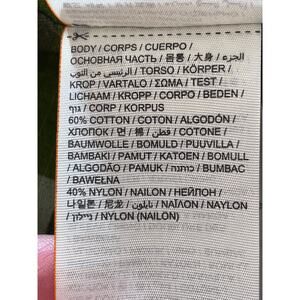 BODY / CORPS / CUERPO /
ОСНОВНАЯ ЧАСТЬ / 몸통 / 大身 / الجزء
الرئيسي من الثوب / TORSO / KÖRPER /
KROP / VARTALO / ΣΩΜΑ / TEST /
LICHAAM / KROPP / CORPO / BEDEN /
גוף / CORP / KORPUS
60% COTTON / COTON / ALGODÓN /
ХЛОПОК / 면 / 棉 / قطن / COTONE /
BAUMWOLLE / BOMULD / PUUVILLA /
BAMBAKI / PAMUT / KATOEN / BOMULL
/ ALGODÃO / PAMUK / כותנה / BUMBAC
/ BAWEŁNA
40% NYLON / NAILON / НЕЙЛОН /
나일론 / 尼龙 / نايلون / ΝΑΪΛΟΝ / NAYLON
/ ניילון / NYLON (NAILON)